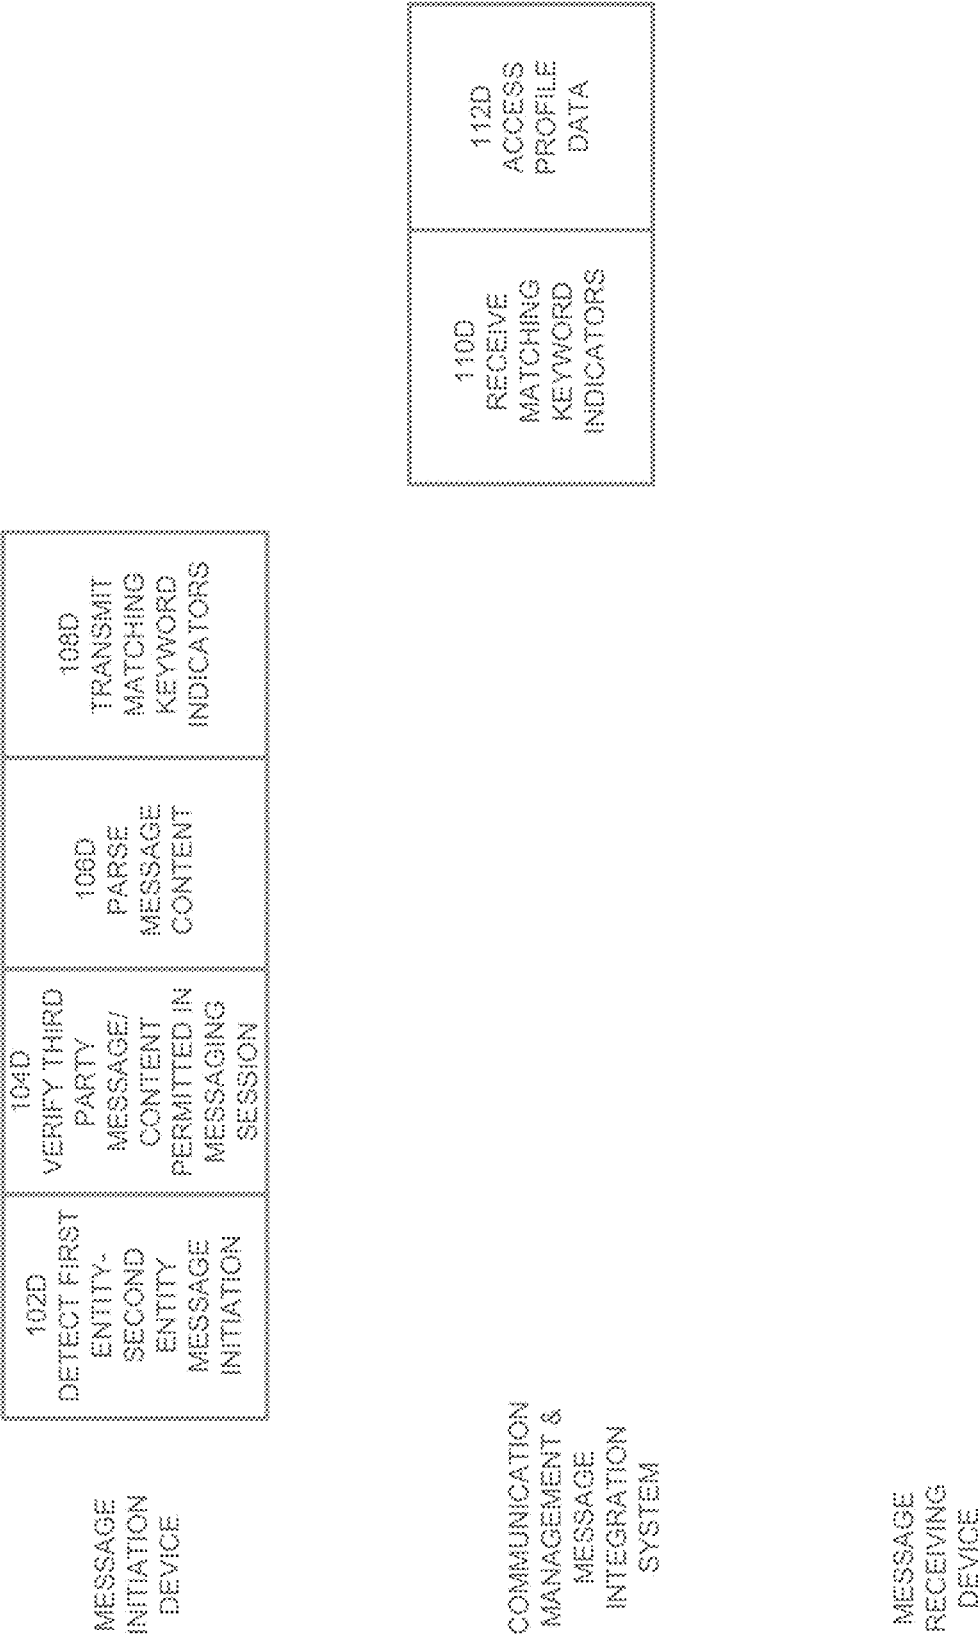 MESSAGE
INITIATION
DEVICE
102D
DETECT FIRST
ENTITY-
SECOND
ENTITY
MESSAGE
INITIATION
104D
VERIFY THIRD
PARTY
MESSAGE/
CONTENT
PERMITTED IN
MESSAGING
SESSION
106D
PARSE
MESSAGE
CONTENT
108D
TRANSMIT
MATCHING
KEYWORD
INDICATORS
COMMUNICATION
MANAGEMENT &
MESSAGE
INTEGRATION
SYSTEM
110D
RECEIVE
MATCHING
KEYWORD
INDICATORS
112D
ACCESS
PROFILE
DATA
MESSAGE
RECEIVING
DEVICE